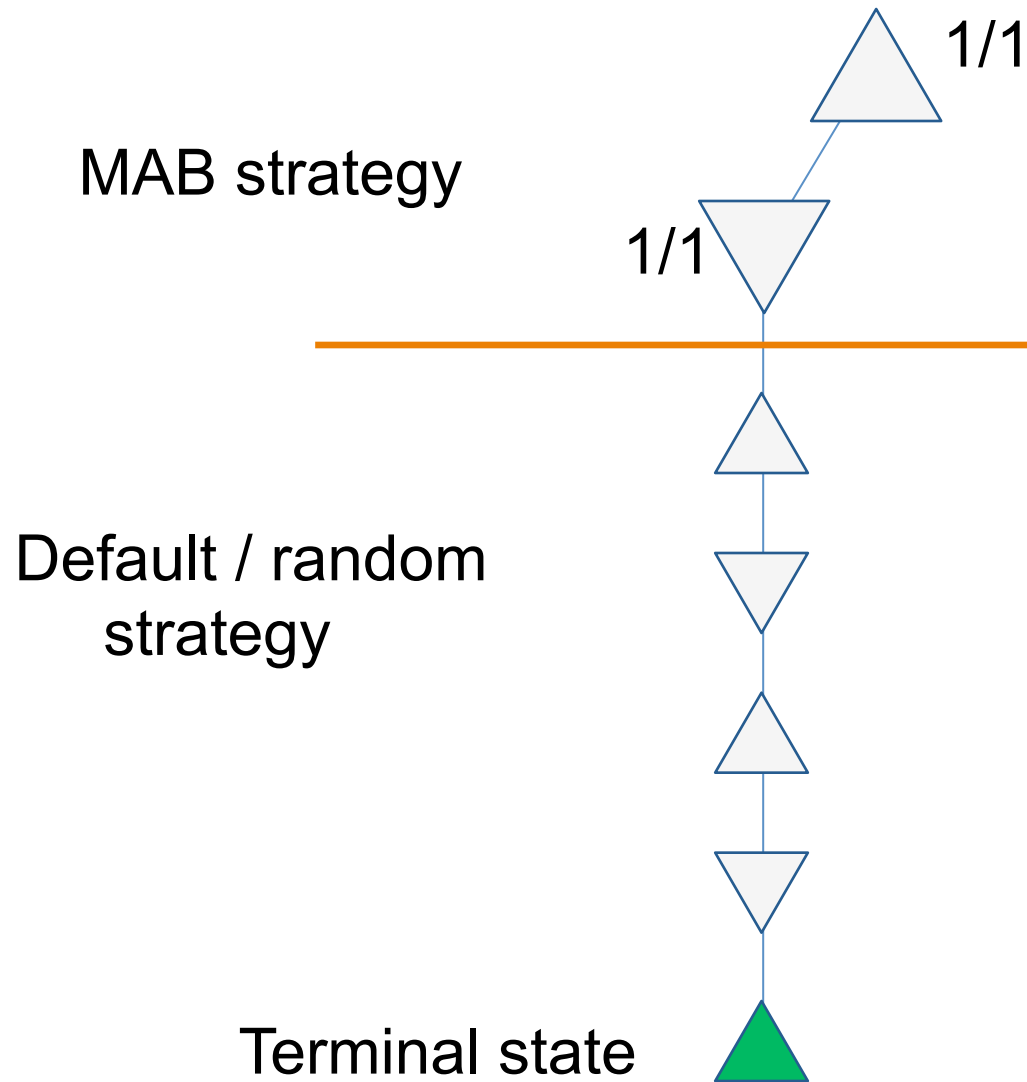 1/1
MAB strategy
1/1
Default / random
strategy
Terminal state